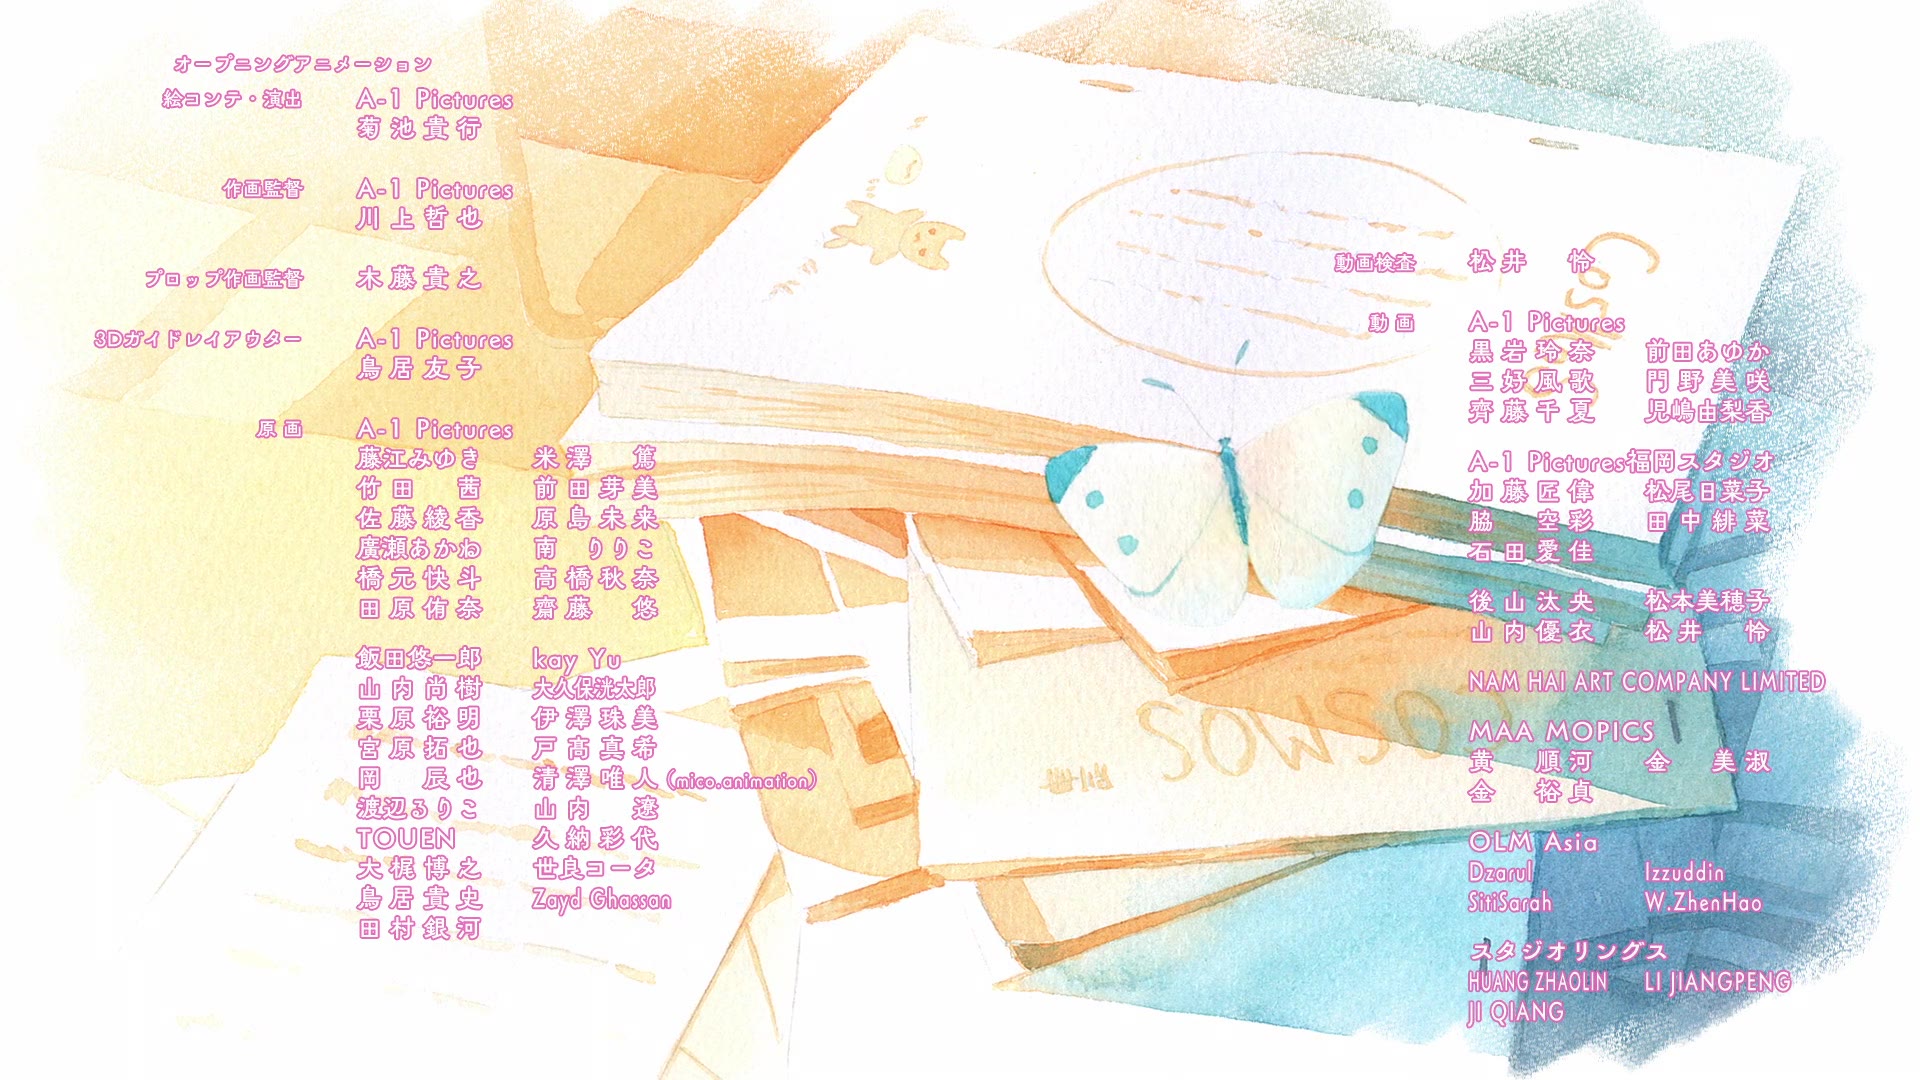 オープニングアニメーション
絵コンテ・演出 A-1 Pictures
菊池貴行
作画監督 A-1 Pictures
川上哲也
プロップ作画監督 木藤貴之
3Dガイドレイアウター A-1 Pictures
鳥居友子
原画 A-1 Pictures
藤江みゆき 米澤 篤
竹田 茜 前田芽美
佐藤綾香 原島未来
廣瀬あかね 南 りりこ
橋元快斗 高橋秋奈
田原侑奈 齋藤 悠
飯田悠一郎 kay Yu
山内尚樹 大久保洸太郎
栗原裕明 伊澤珠美
宮原拓也 戸髙真希
岡 辰也 清澤唯人(mico.animation)
渡辺るりこ 山内 遼
TOUEN 久納彩代
大梶博之 世良コータ
鳥居貴史 Zayd Ghassan
田村銀河
動画検査 松井 怜
動画 A-1 Pictures
黒岩玲奈 前田あゆか
三好風歌 門野美咲
齊藤千夏 児嶋由梨香
A-1 Pictures福岡スタジオ
加藤匠偉 松尾日菜子
脇 空彩 田中緋菜
石田愛佳
後山汰央 松本美穂子
山内優衣 松井 怜
NAM HAI ART COMPANY LIMITED
MAA MOPICS
黄 順河 金 美淑
金 裕貞
OLM Asia
Dzarul Izzuddin
SitiSarah W.ZhenHao
スタジオリングス
HUANG ZHAOLIN LI JIANGPENG
JI QIANG
COSMOS